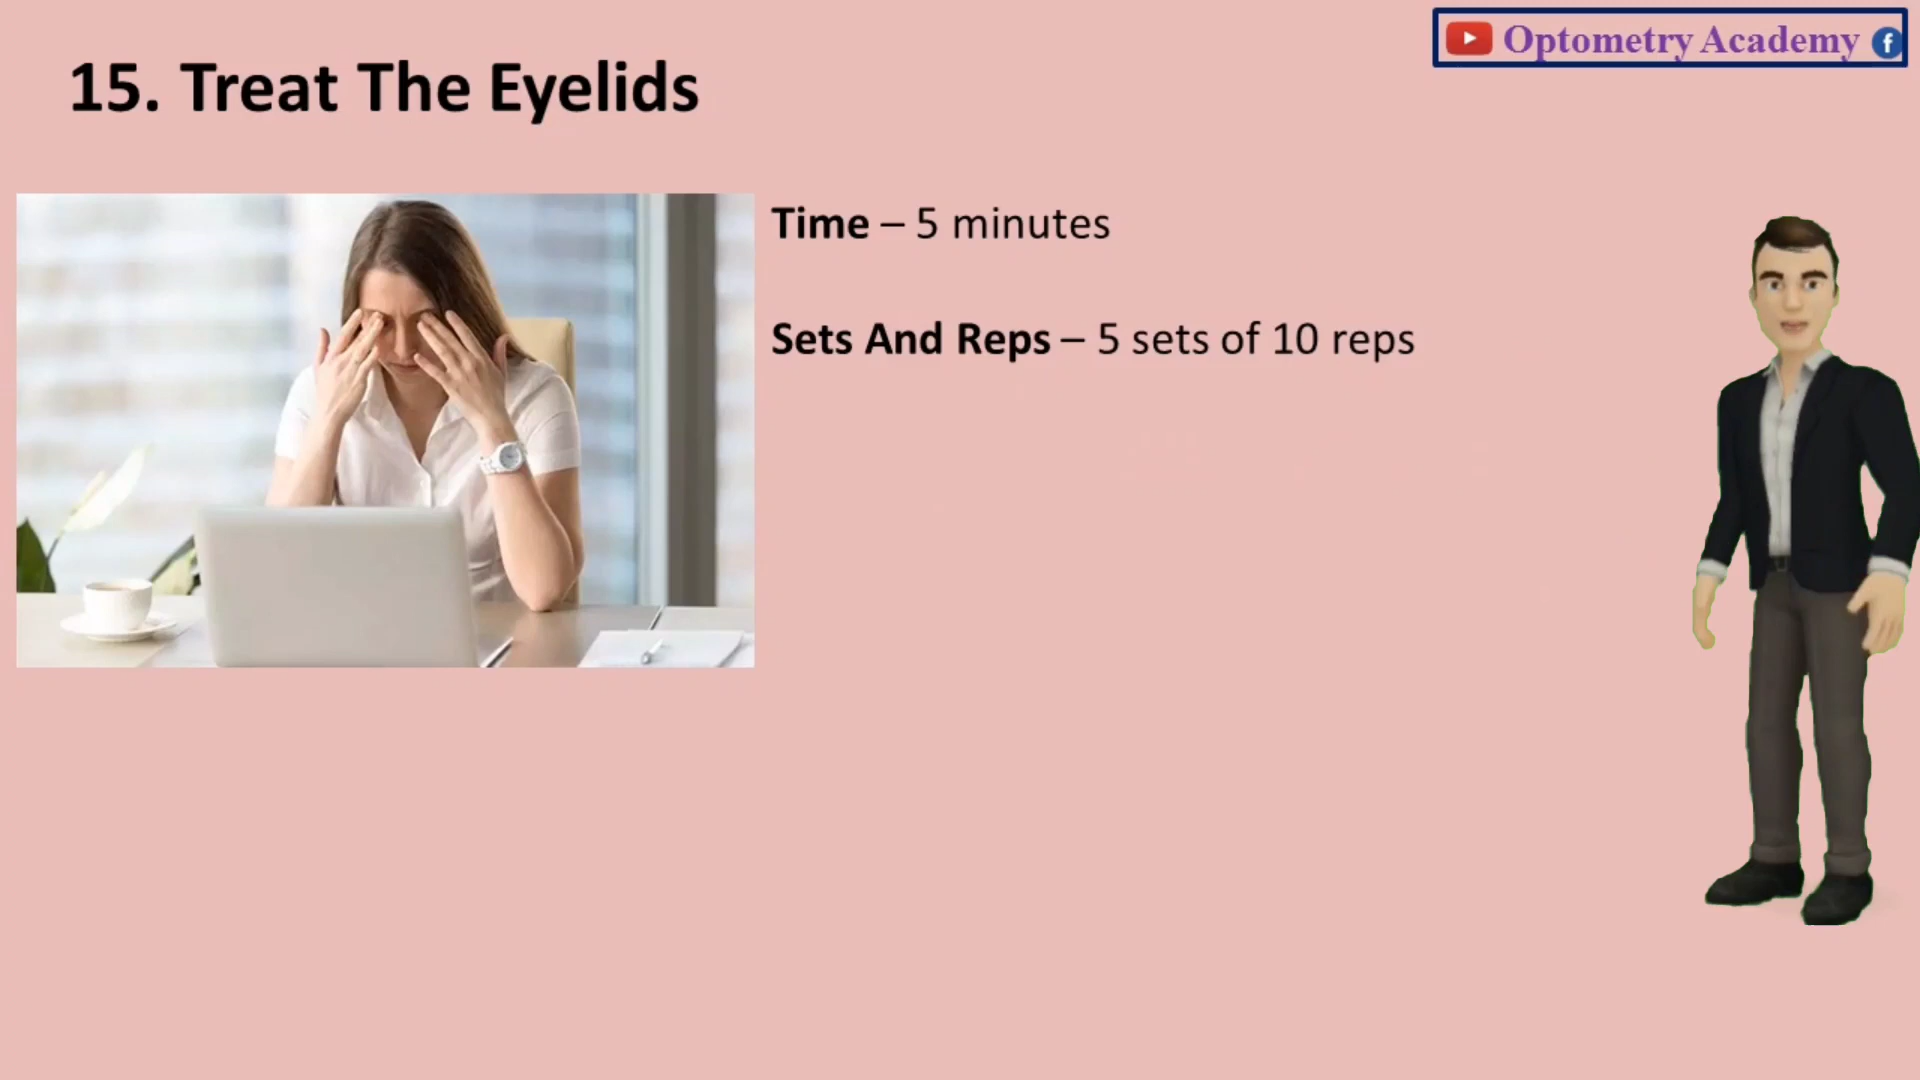 Optometry Academy
15. Treat The Eyelids
Time – 5 minutes
Sets And Reps – 5 sets of 10 reps